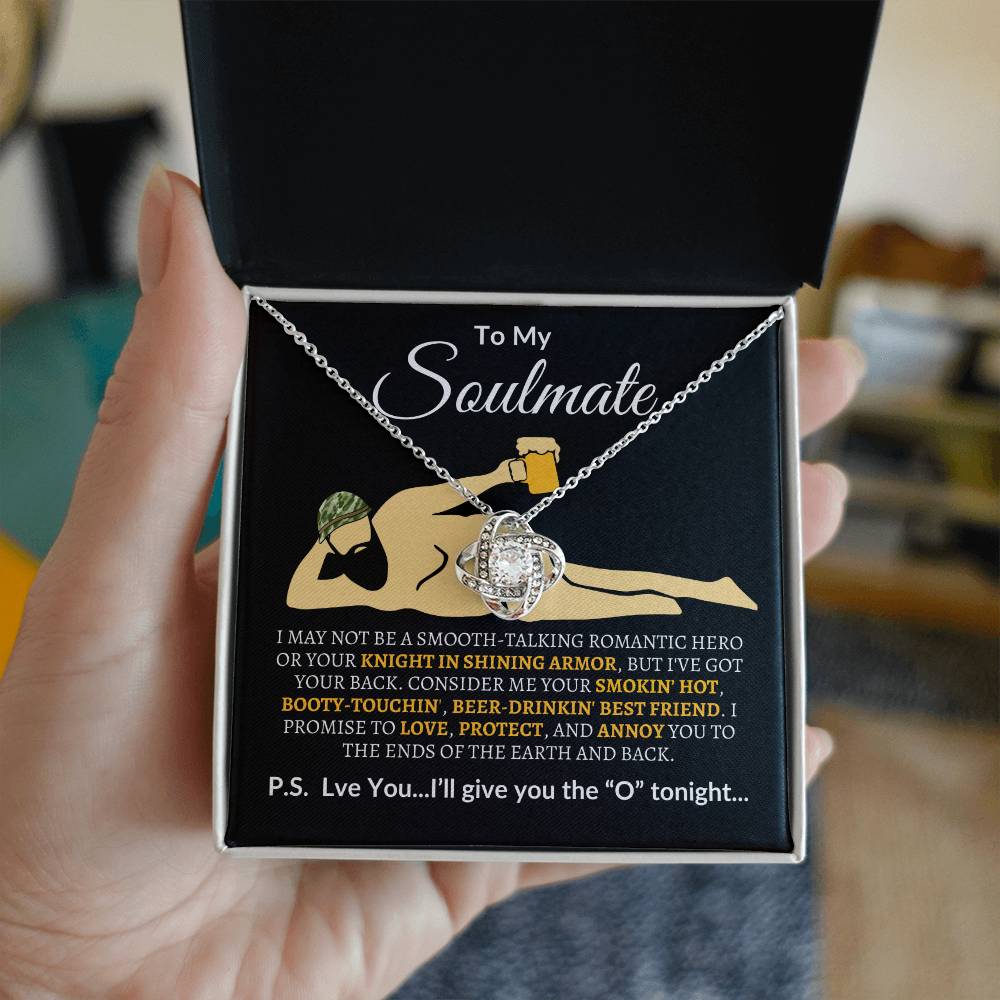 To My
Soulmate
I MAY NOT BE A SMOOTH-TALKING ROMANTIC HERO
OR YOUR KNIGHT IN SHINING ARMOR, BUT I'VE GOT
YOUR BACK. CONSIDER ME YOUR SMOKIN' HOT,
BOOTY-TOUCHIN', BEER-DRINKIN' BEST FRIEND. I
PROMISE TO LOVE, PROTECT, AND ANNOY YOU TO
THE ENDS OF THE EARTH AND BACK.
P.S. Lve You...I'll give you the “O” tonight...